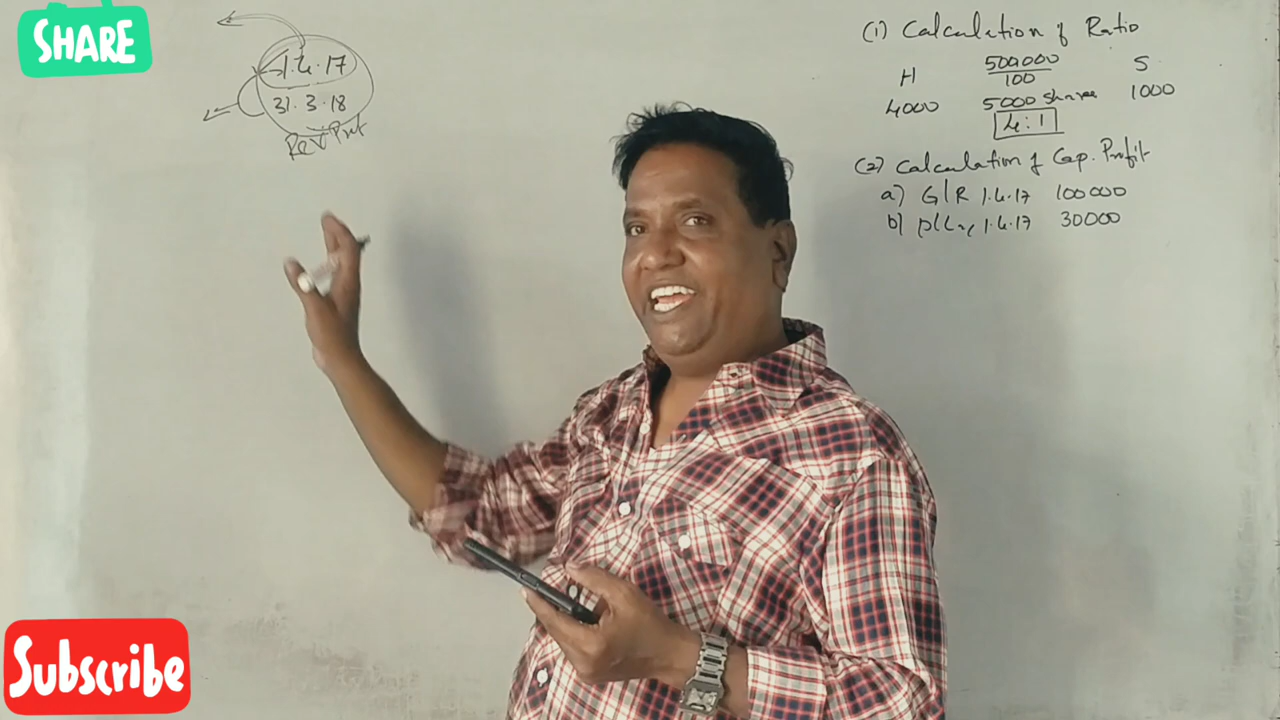 SHARE
1.4.17
31.3.18
Rev Prft
(1) Calculation of Ratio
H 500000/100 S
4000 5000 shares 1000
4:1
(2) Calculation of Cap. Profit
a) G/R 1.4.17 100000
b) P/L a/c 1.4.17 30000
Subscribe